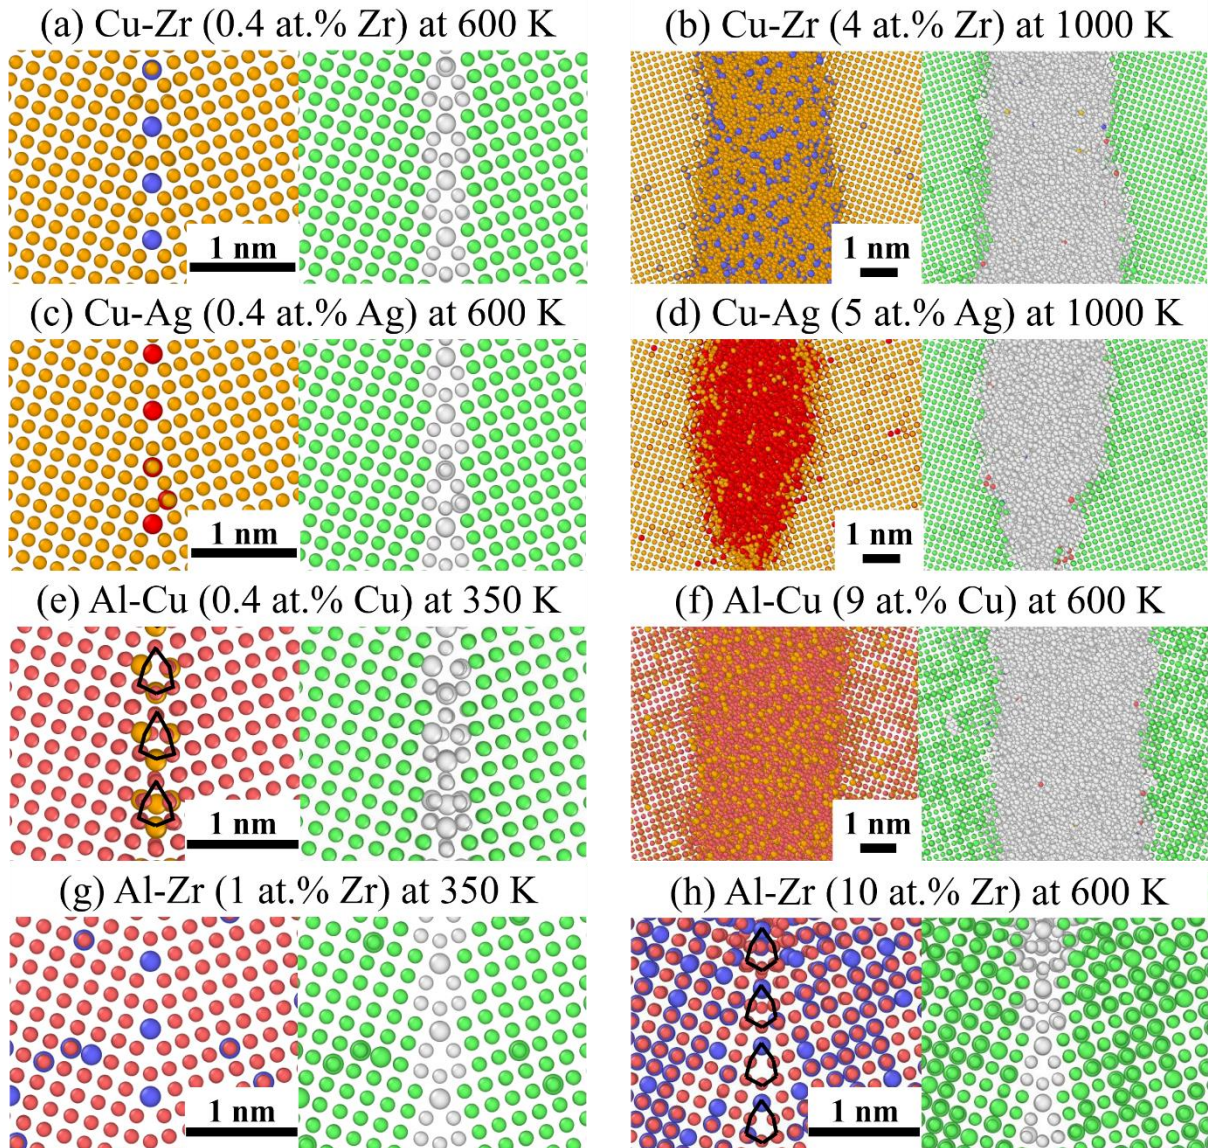 (a) Cu-Zr (0.4 at.% Zr) at 600 K
1 nm
(b) Cu-Zr (4 at.% Zr) at 1000 K
1 nm
(c) Cu-Ag (0.4 at.% Ag) at 600 K
1 nm
(d) Cu-Ag (5 at.% Ag) at 1000 K
1 nm
(e) Al-Cu (0.4 at.% Cu) at 350 K
1 nm
(f) Al-Cu (9 at.% Cu) at 600 K
1 nm
(g) Al-Zr (1 at.% Zr) at 350 K
1 nm
(h) Al-Zr (10 at.% Zr) at 600 K
1 nm